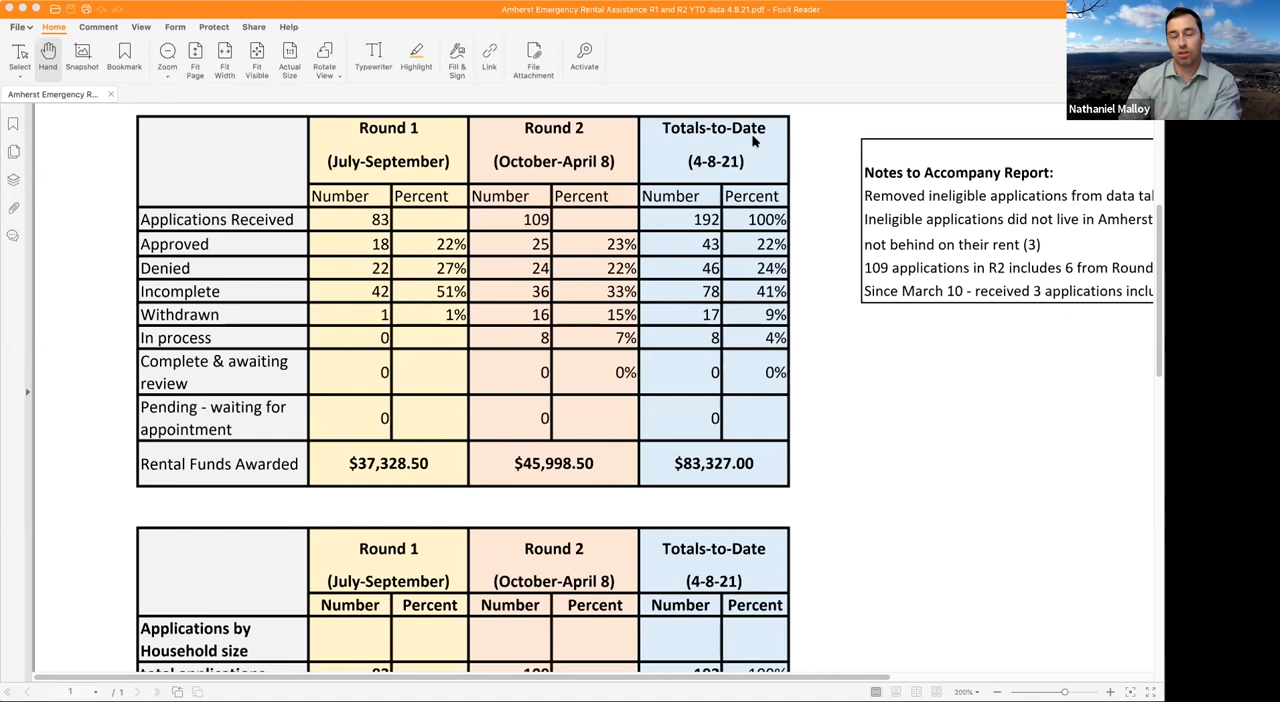 Amherst Emergency Rental Assistance R1 and R2 YTD data 4.8.21.pdf - Foxit Reader
File Home Comment View Form Protect Share Help
Select Hand Snapshot Bookmark Zoom Fit Page Fit Width Fit Visible Actual Size Rotate View Typewriter Highlight Fill & Sign Link File Attachment Activate
Nathaniel Malloy
Amherst Emergency R...
Round 1 Round 2 Totals-to-Date
(July-September) (October-April 8) (4-8-21)
Number Percent Number Percent Number Percent
Applications Received 83 109 192 100%
Approved 18 22% 25 23% 43 22%
Denied 22 27% 24 22% 46 24%
Incomplete 42 51% 36 33% 78 41%
Withdrawn 1 1% 16 15% 17 9%
In process 0 8 7% 8 4%
Complete & awaiting
review 0 0 0% 0 0%
Pending - waiting for
appointment 0 0 0
Rental Funds Awarded $37,328.50 $45,998.50 $83,327.00
Notes to Accompany Report:
Removed ineligible applications from data tal
Ineligible applications did not live in Amherst
not behind on their rent (3)
109 applications in R2 includes 6 from Round
Since March 10 - received 3 applications inclu
Round 1 Round 2 Totals-to-Date
(July-September) (October-April 8) (4-8-21)
Number Percent Number Percent Number Percent
Applications by
Household size
total applications 83 109 192 100%
1 / 1
200%